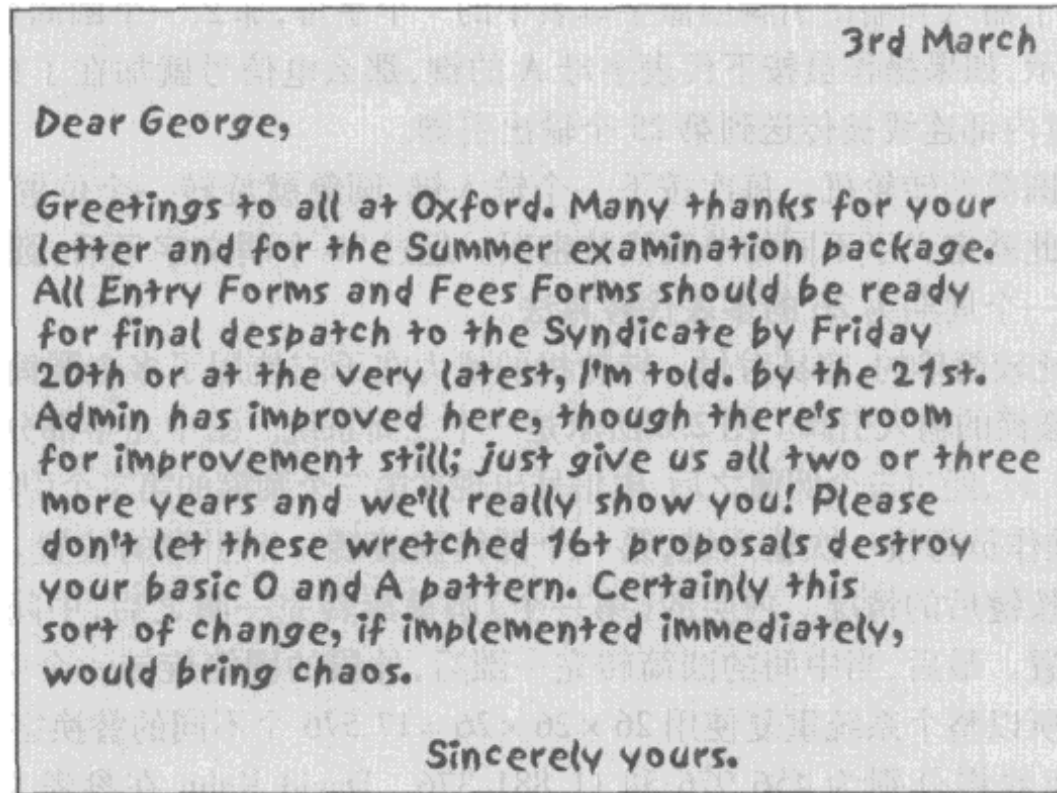 3rd March
Dear George,
Greetings to all at Oxford. Many thanks for your
letter and for the Summer examination package.
All Entry Forms and Fees Forms should be ready
for final despatch to the Syndicate by Friday
20th or at the very latest, I'm told. by the 21st.
Admin has improved here, though there's room
for improvement still; just give us all two or three
more years and we'll really show you! Please
don't let these wretched 16t proposals destroy
your basic O and A pattern. Certainly this
sort of change, if implemented immediately,
would bring chaos.
Sincerely yours.